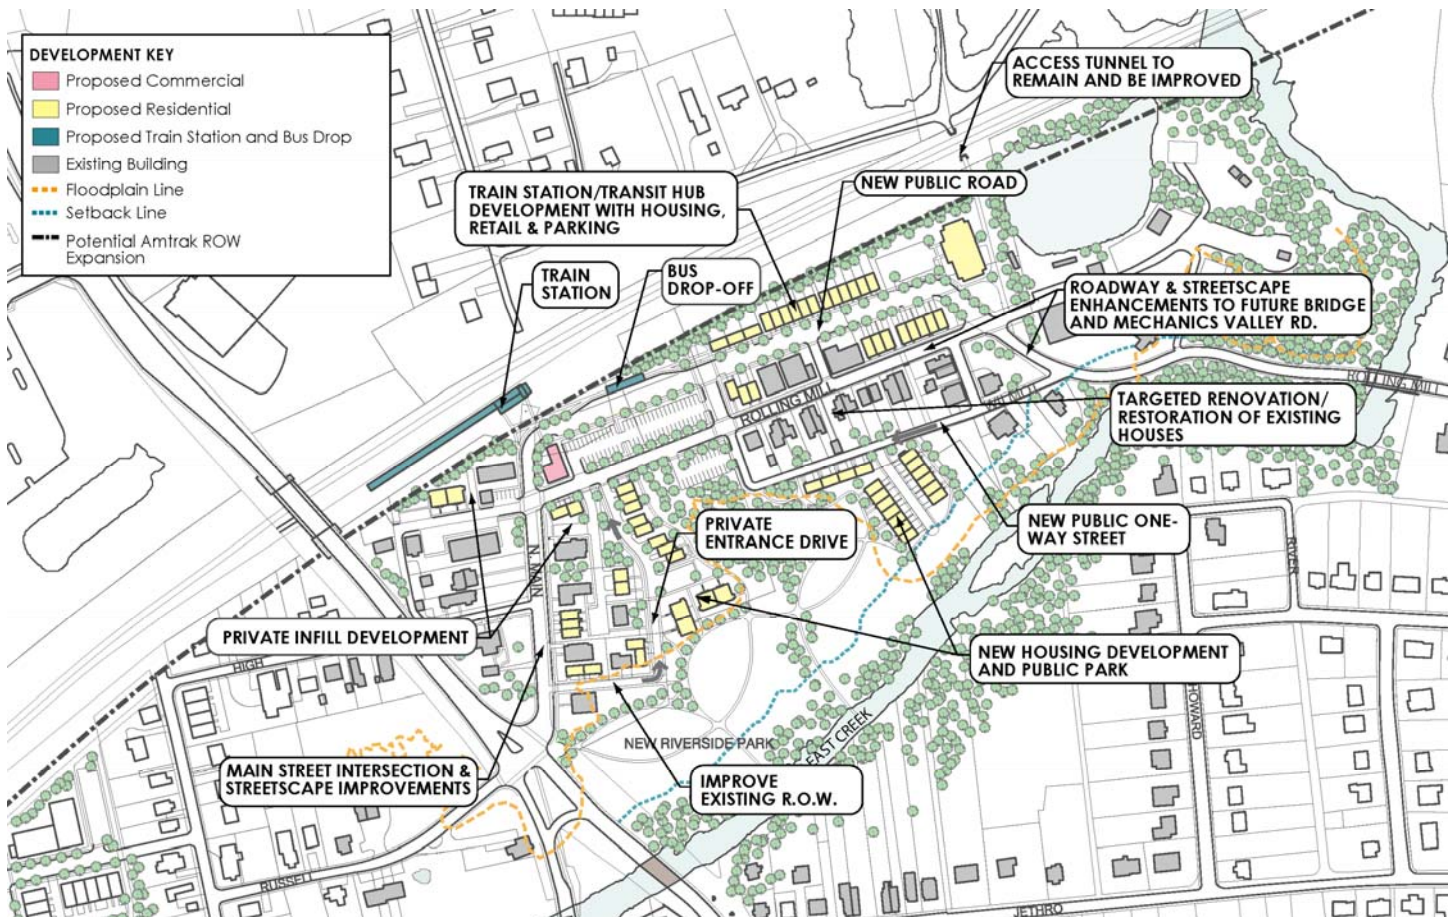 DEVELOPMENT KEY
Proposed Commercial
Proposed Residential
Proposed Train Station and Bus Drop
Existing Building
Floodplain Line
Setback Line
Potential Amtrak ROW
Expansion
ACCESS TUNNEL TO
REMAIN AND BE IMPROVED
TRAIN STATION/TRANSIT HUB
DEVELOPMENT WITH HOUSING,
RETAIL & PARKING
NEW PUBLIC ROAD
TRAIN
STATION
BUS
DROP-OFF
ROADWAY & STREETSCAPE
ENHANCEMENTS TO FUTURE BRIDGE
AND MECHANICS VALLEY RD.
ROLLING MILL
ROLLING MILL
TARGETED RENOVATION/
RESTORATION OF EXISTING
HOUSES
PRIVATE
ENTRANCE DRIVE
NEW PUBLIC ONE-
WAY STREET
N. MAIN
RIVER
PRIVATE INFILL DEVELOPMENT
HIGH
NEW HOUSING DEVELOPMENT
AND PUBLIC PARK
HOWARD
NEW RIVERSIDE PARK
EAST CREEK
MAIN STREET INTERSECTION &
STREETSCAPE IMPROVEMENTS
IMPROVE
EXISTING R.O.W.
RUSSELL
JETHRO